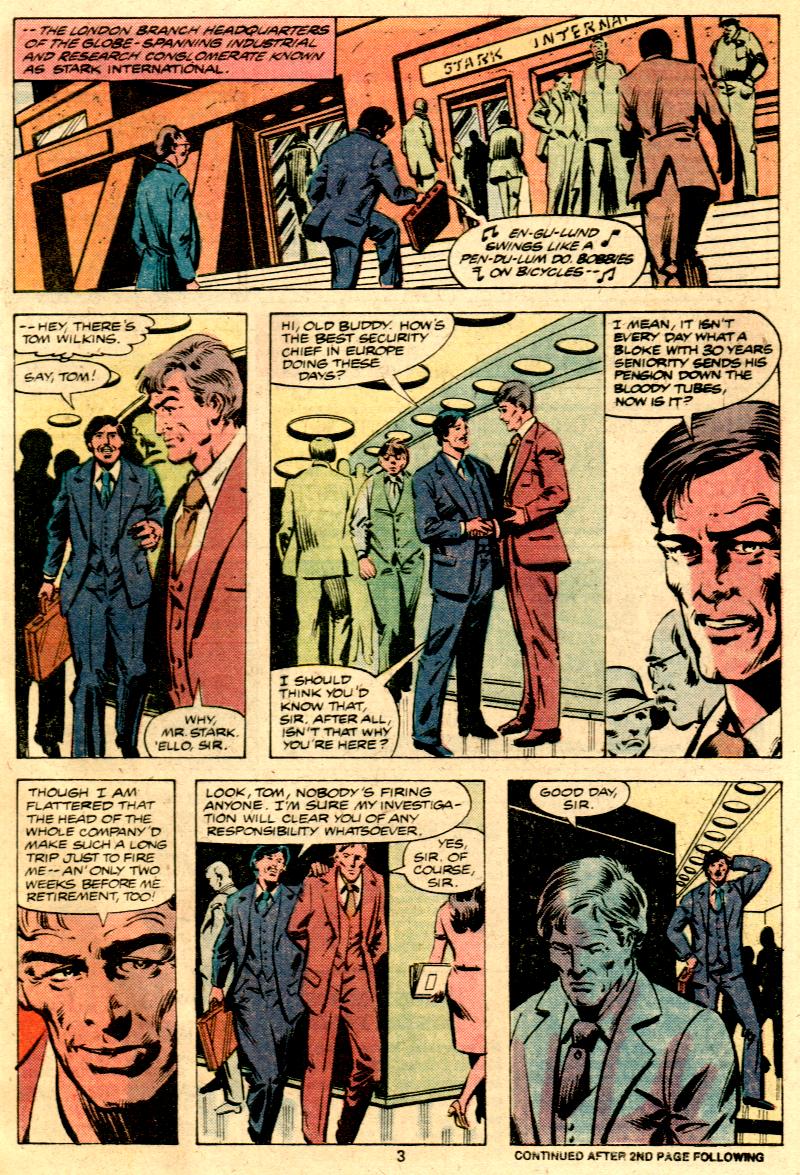 --THE LONDON BRANCH HEADQUARTERS
OF THE GLOBE-SPANNING INDUSTRIAL
AND RESEARCH CONGLOMERATE KNOWN
AS STARK INTERNATIONAL.
STARK INTERNA
♫ EN-GU-LUND ♪
SWINGS LIKE A
PEN-DU-LUM DO. BOBBIES
♪ ON BICYCLES--♫
--HEY, THERE'S
TOM WILKINS.
SAY, TOM!
WHY,
MR. STARK.
'ELLO, SIR.
HI, OLD BUDDY. HOW'S
THE BEST SECURITY
CHIEF IN EUROPE
DOING THESE
DAYS?
I SHOULD
THINK YOU'D
KNOW THAT,
SIR. AFTER ALL,
ISN'T THAT WHY
YOU'RE HERE?
I MEAN, IT ISN'T
EVERY DAY WHAT A
BLOKE WITH 30 YEARS
SENIORITY SENDS HIS
PENSION DOWN THE
BLOODY TUBES,
NOW IS IT?
THOUGH I AM
FLATTERED THAT
THE HEAD OF THE
WHOLE COMPANY'D
MAKE SUCH A LONG
TRIP JUST TO FIRE
ME--AN' ONLY TWO
WEEKS BEFORE ME
RETIREMENT, TOO!
LOOK, TOM, NOBODY'S FIRING
ANYONE. I'M SURE MY INVESTIGA-
TION WILL CLEAR YOU OF ANY
RESPONSIBILITY WHATSOEVER.
YES,
SIR. OF
COURSE,
SIR.
GOOD DAY,
SIR.
3
CONTINUED AFTER 2ND PAGE FOLLOWING